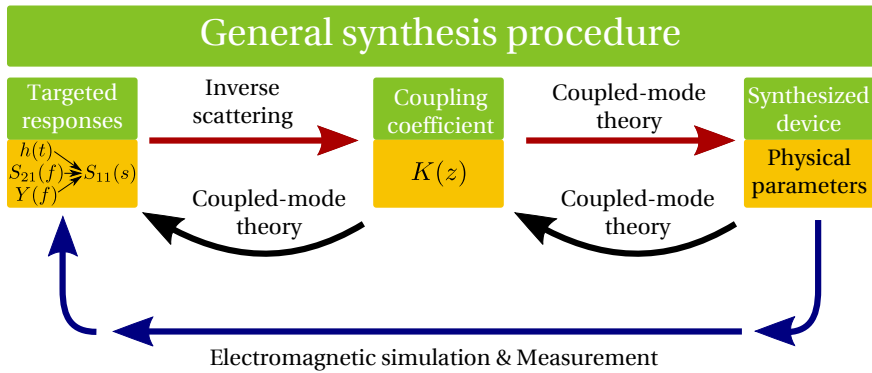 General synthesis procedure
Targeted
responses
Inverse
scattering
Coupling
coefficient
Coupled-mode
theory
Synthesized
device
h(t)
S₂₁(f) S₁₁(s)
Y(f)
K(z)
Physical
parameters
Coupled-mode
theory
Coupled-mode
theory
Electromagnetic simulation & Measurement